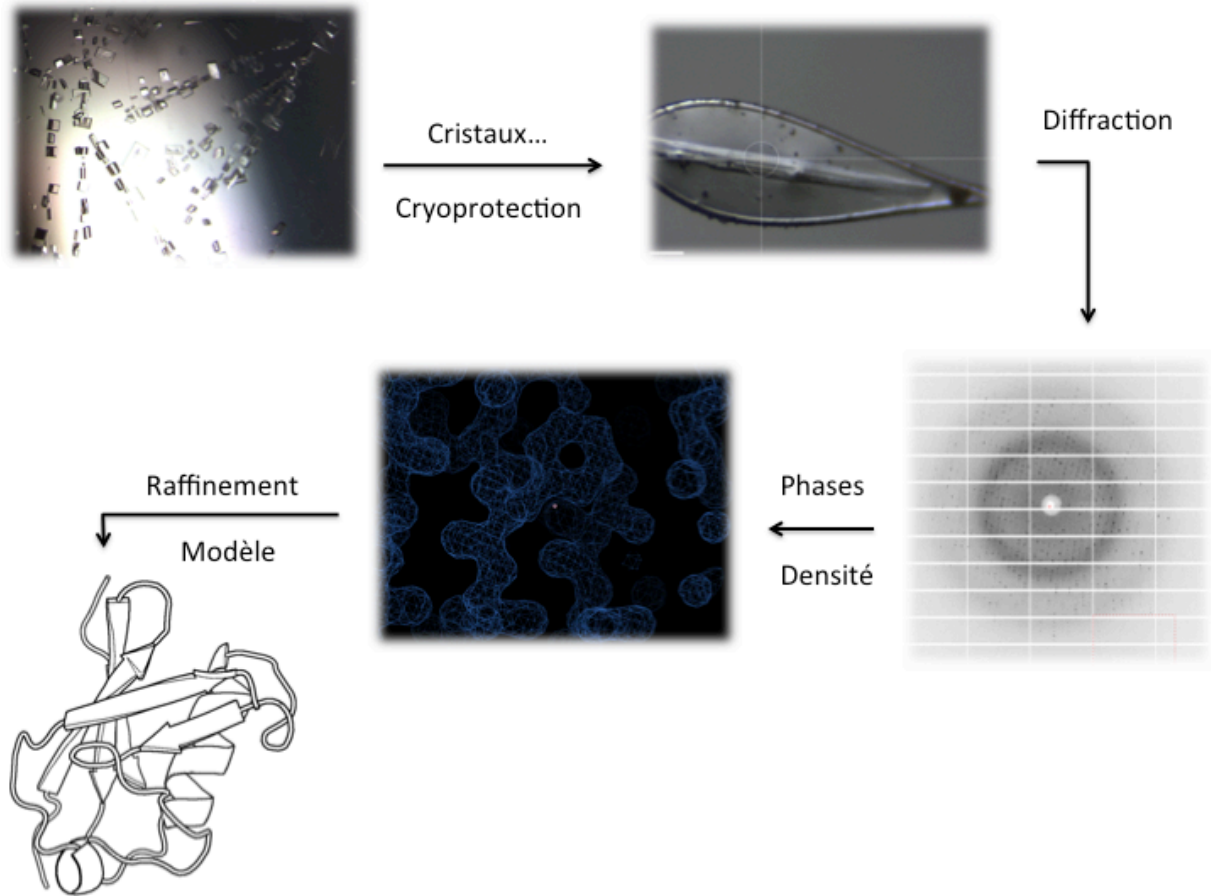 Cristaux...
Cryoprotection
Diffraction
Phases
Densité
Raffinement
Modèle